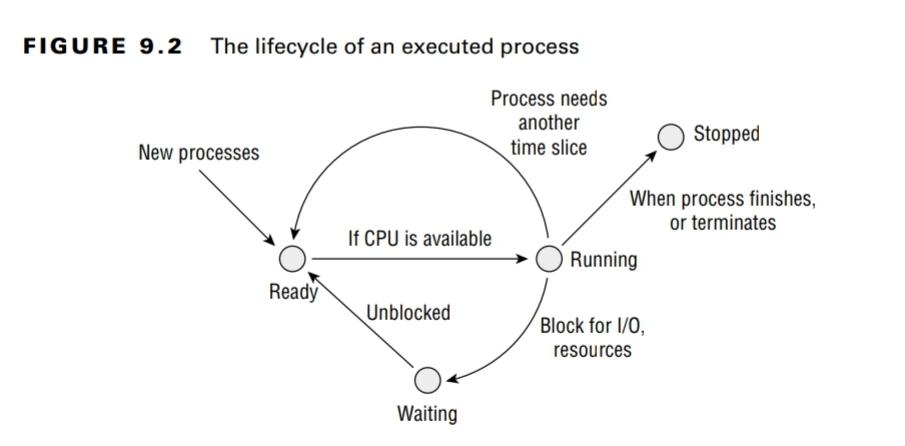 FIGURE 9.2 The lifecycle of an executed process
Process needs
another
time slice
Stopped
New processes
When process finishes,
or terminates
If CPU is available
Running
Ready
Unblocked
Block for I/O,
resources
Waiting